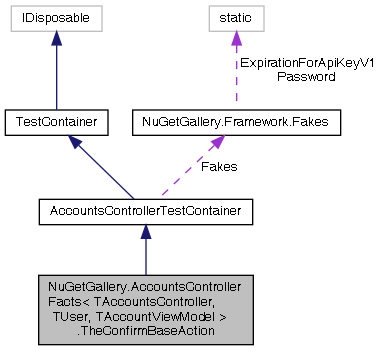 IDisposable
static
ExpirationForApiKeyV1
Password
TestContainer
NuGetGallery.Framework.Fakes
Fakes
AccountsControllerTestContainer
NuGetGallery.AccountsController
Facts< TAccountsController,
TUser, TAccountViewModel >
.TheConfirmBaseAction